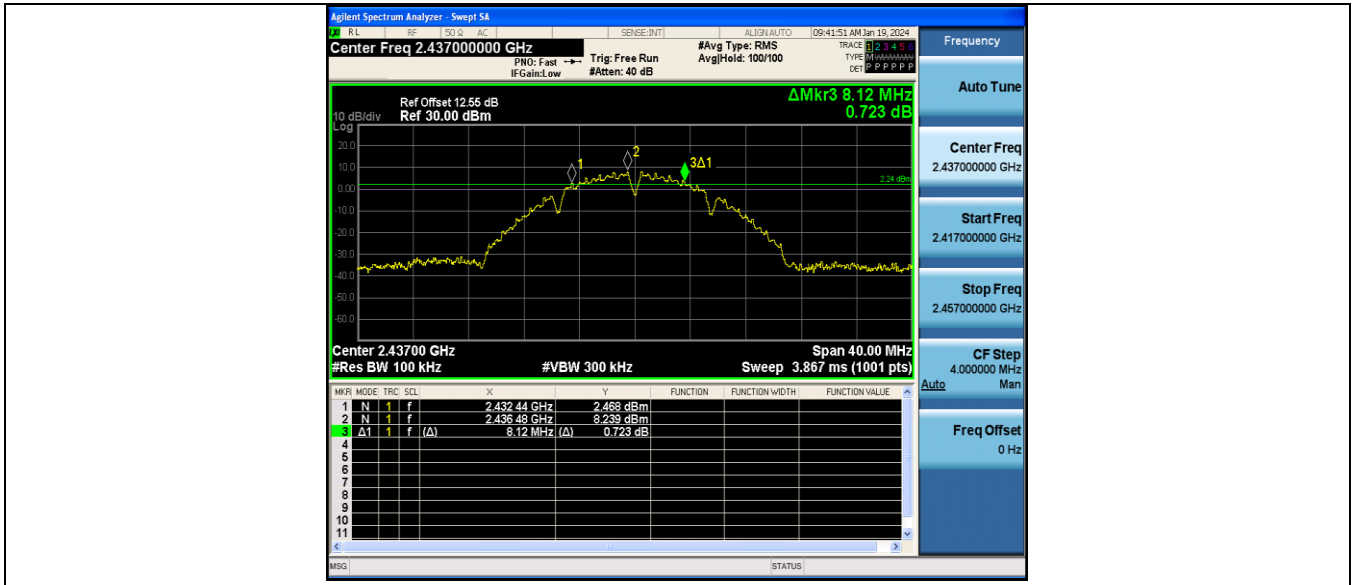 Agilent Spectrum Analyzer - Swept SA
RL RF 50 Ω AC SENSE:INT ALIGN AUTO 09:41:51 AM Jan 19, 2024
Center Freq 2.437000000 GHz #Avg Type: RMS TRACE 1 2 3 4 5 6
PNO: Fast Trig: Free Run Avg|Hold: 100/100 TYPE M
IFGain:Low #Atten: 40 dB DET P P P P P P
ΔMkr3 8.12 MHz
0.723 dB
Ref Offset 12.55 dB
10 dB/div Ref 30.00 dBm
Log
20.0
10.0
0.00
-10.0
-20.0
-30.0
-40.0
-50.0
-60.0
1
2
3Δ1
2.24 dBm
Center 2.43700 GHz Span 40.00 MHz
#Res BW 100 kHz #VBW 300 kHz Sweep 3.867 ms (1001 pts)
MKR MODE TRC SCL X Y FUNCTION FUNCTION WIDTH FUNCTION VALUE
1 N 1 f 2.432 44 GHz 2.468 dBm
2 N 1 f 2.436 48 GHz 8.239 dBm
3 Δ1 1 f (Δ) 8.12 MHz (Δ) 0.723 dB
4
5
6
7
8
9
10
11
MSG STATUS
Frequency
Auto Tune
Center Freq
2.437000000 GHz
Start Freq
2.417000000 GHz
Stop Freq
2.457000000 GHz
CF Step
4.000000 MHz
Auto Man
Freq Offset
0 Hz